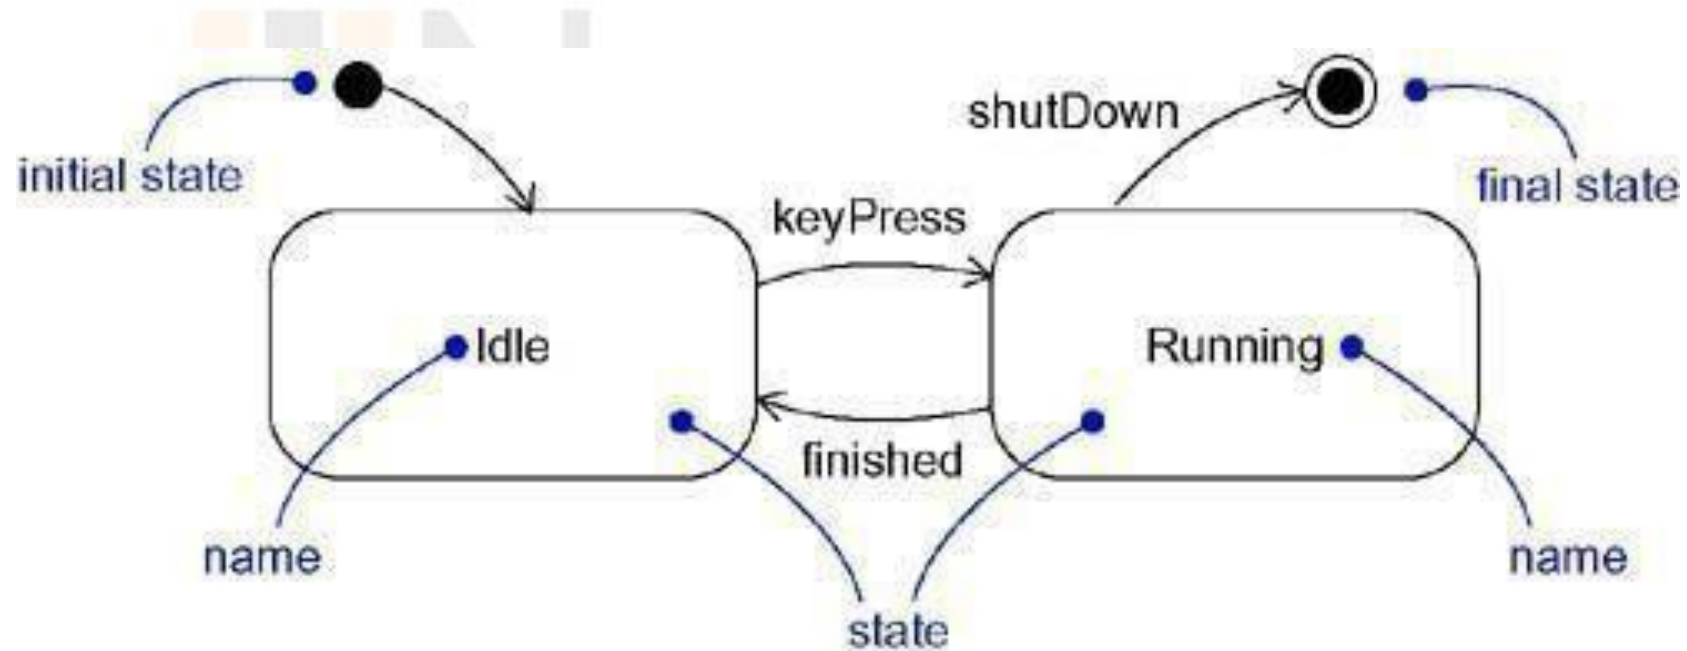 shutDown
initial state
final state
keyPress
Idle
Running
finished
name
name
state